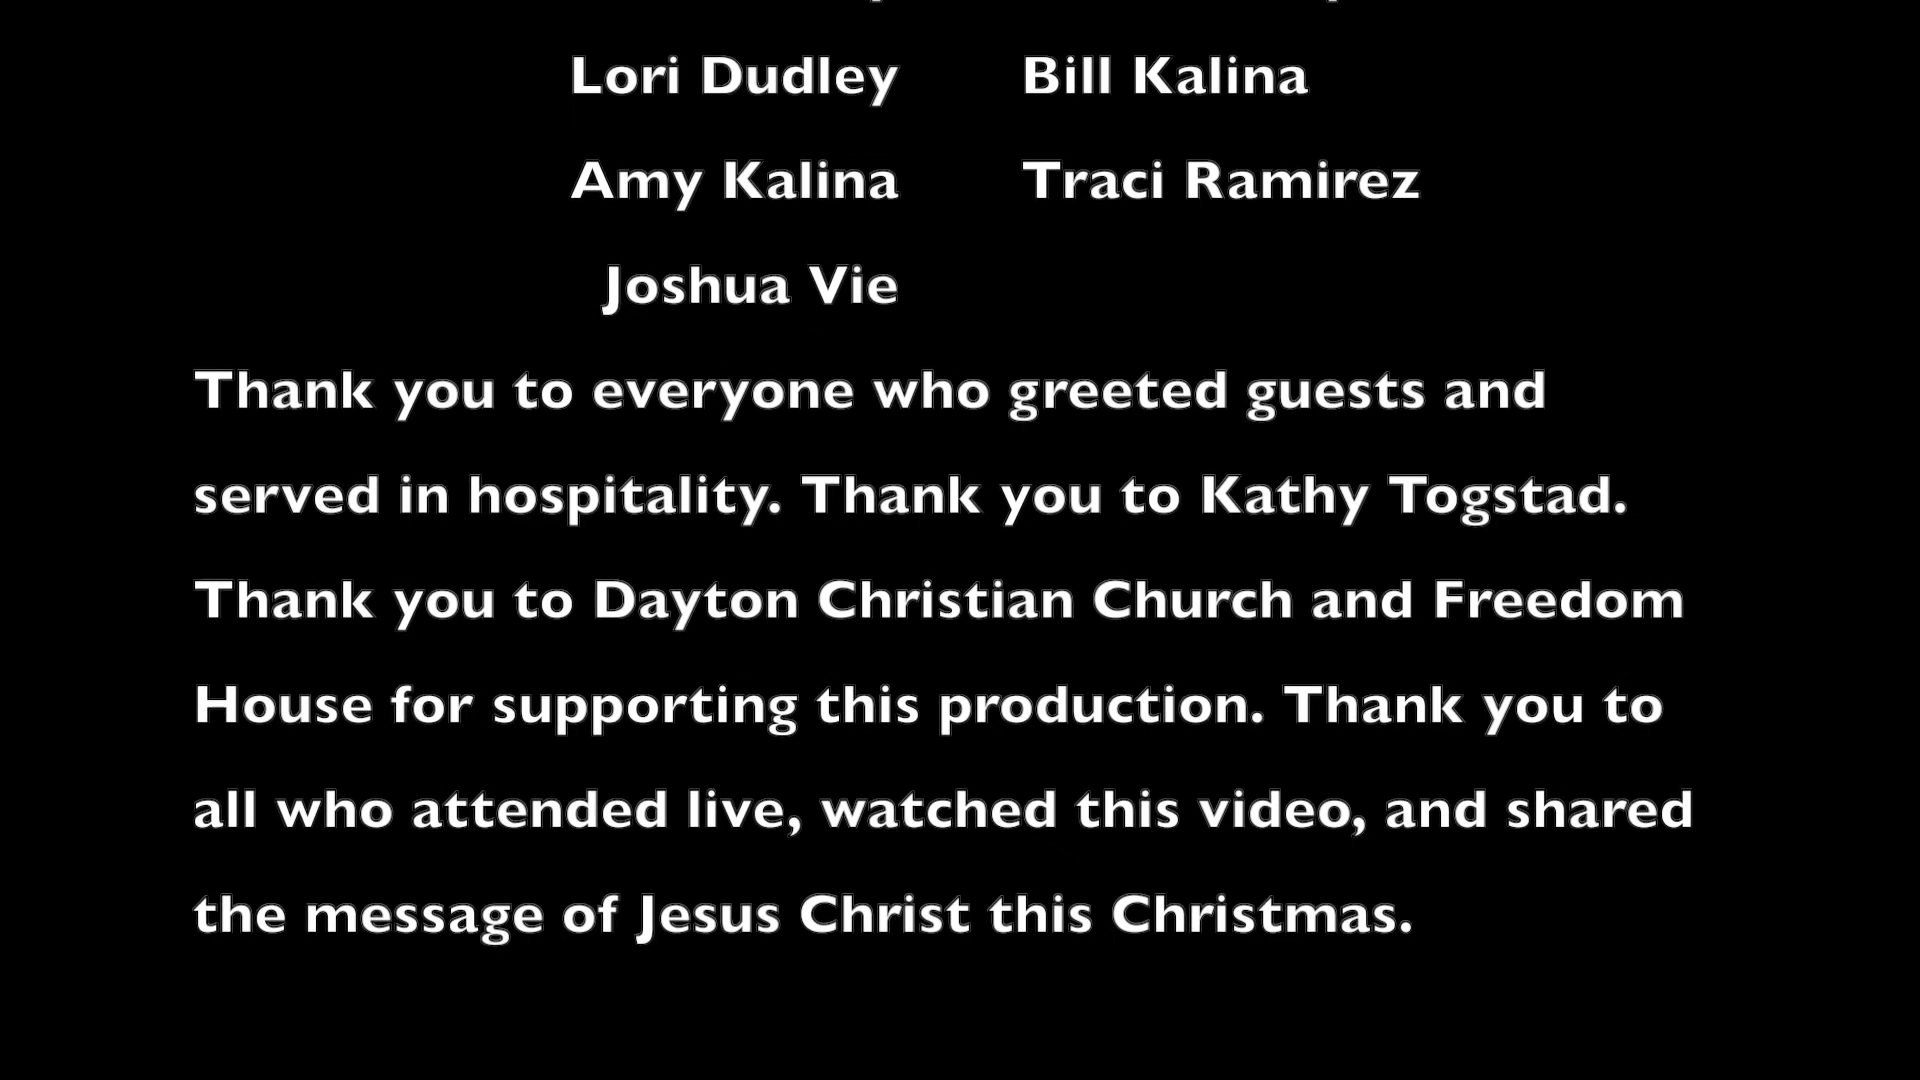 Lori Dudley Bill Kalina
Amy Kalina Traci Ramirez
Joshua Vie
Thank you to everyone who greeted guests and
served in hospitality. Thank you to Kathy Togstad.
Thank you to Dayton Christian Church and Freedom
House for supporting this production. Thank you to
all who attended live, watched this video, and shared
the message of Jesus Christ this Christmas.